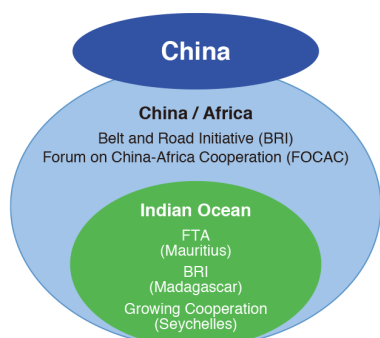 China
China / Africa
Belt and Road Initiative (BRI)
Forum on China-Africa Cooperation (FOCAC)
Indian Ocean
FTA
(Mauritius)
BRI
(Madagascar)
Growing Cooperation
(Seychelles)